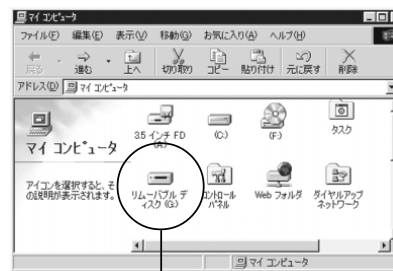 マイ コンピュータ
ファイル(F) 編集(E) 表示(V) 移動(G) お気に入り(A) ヘルプ(H)
戻る 進む 上へ 切り取り コピー 貼り付け 元に戻す 削除
アドレス(D) マイ コンピュータ
マイ コンピュータ
アイコンを選択すると、そ
の説明が表示されます。
3.5 インチ FD
(A)
(C:)
(F:)
タスク
リムーバブル デ
ィスク (G:)
コントロール
パネル
Web フォルダ
ダイヤルアップ
ネットワーク
マイ コンピュータ